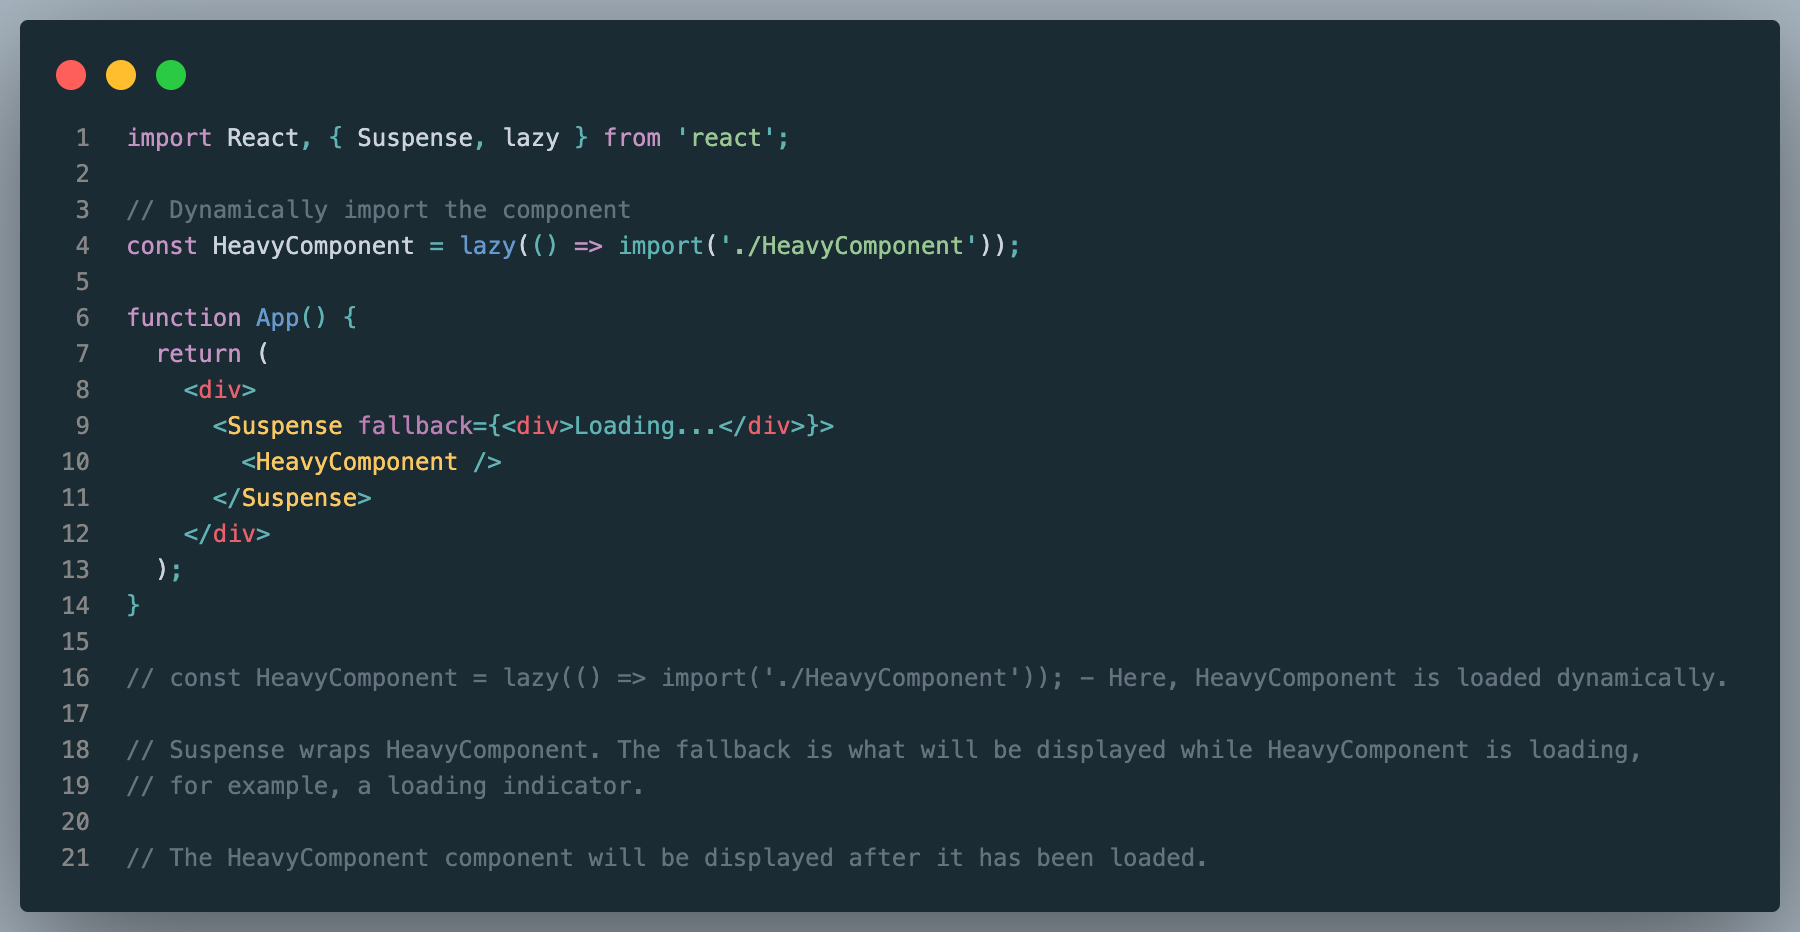 1 import React, { Suspense, lazy } from 'react';
2
3 // Dynamically import the component
4 const HeavyComponent = lazy(() => import('./HeavyComponent'));
5
6 function App() {
7   return (
8     <div>
9       <Suspense fallback={<div>Loading...</div>}>
10         <HeavyComponent />
11       </Suspense>
12     </div>
13   );
14 }
15
16 // const HeavyComponent = lazy(() => import('./HeavyComponent')); – Here, HeavyComponent is loaded dynamically.
17
18 // Suspense wraps HeavyComponent. The fallback is what will be displayed while HeavyComponent is loading,
19 // for example, a loading indicator.
20
21 // The HeavyComponent component will be displayed after it has been loaded.